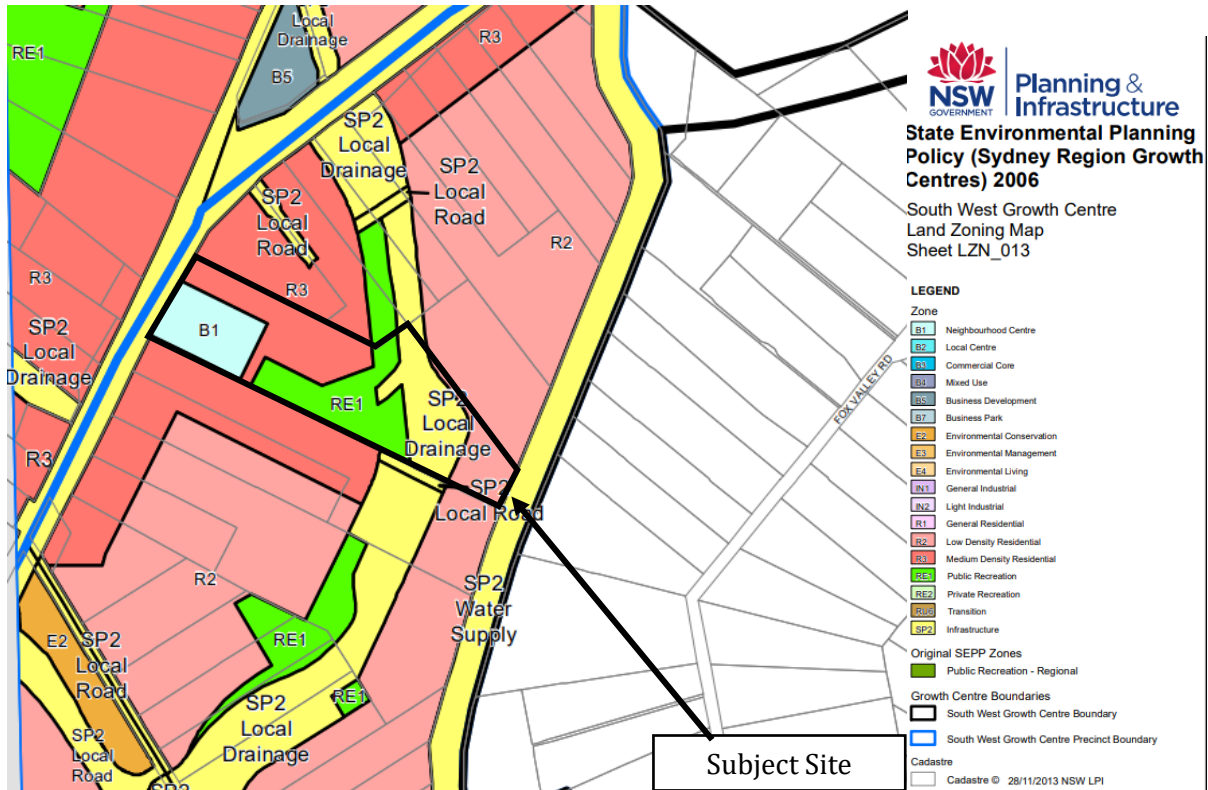 Local
Drainage
RE1
B5
R3
SP2
Local
Drainage
SP2
Local
Road
SP2
Local
Road
R2
R3
R3
B1
SP2
Local
Drainage
RE1
SP2
Local
Drainage
R3
SP2
Local Road
R2
SP2
Water
Supply
E2
SP2
Local
Road
RE1
RE1
SP2
Local
Drainage
SP2
Local
Road
SP2
FOX VALLEY RD
Subject Site
NSW
GOVERNMENT
Planning &
Infrastructure
State Environmental Planning
Policy (Sydney Region Growth
Centres) 2006
South West Growth Centre
Land Zoning Map
Sheet LZN_013
LEGEND
Zone
B1 Neighbourhood Centre
B2 Local Centre
B3 Commercial Core
B4 Mixed Use
B5 Business Development
B7 Business Park
E2 Environmental Conservation
E3 Environmental Management
E4 Environmental Living
IN1 General Industrial
IN2 Light Industrial
R1 General Residential
R2 Low Density Residential
R3 Medium Density Residential
RE1 Public Recreation
RE2 Private Recreation
RU6 Transition
SP2 Infrastructure
Original SEPP Zones
Public Recreation - Regional
Growth Centre Boundaries
South West Growth Centre Boundary
South West Growth Centre Precinct Boundary
Cadastre
Cadastre © 28/11/2013 NSW LPI